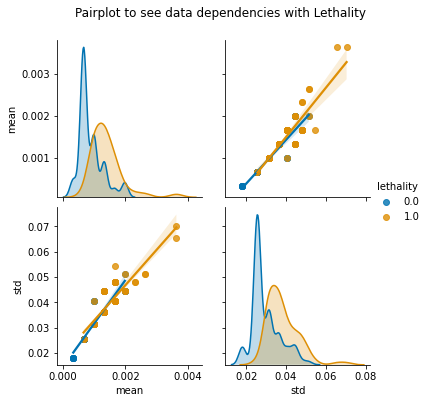 Pairplot to see data dependencies with Lethality
0.003
0.002
0.001
mean
lethality
0.0
1.0
0.07
0.06
0.05
0.04
0.03
0.02
std
0.000 0.002 0.004
mean
0.02 0.04 0.06 0.08
std